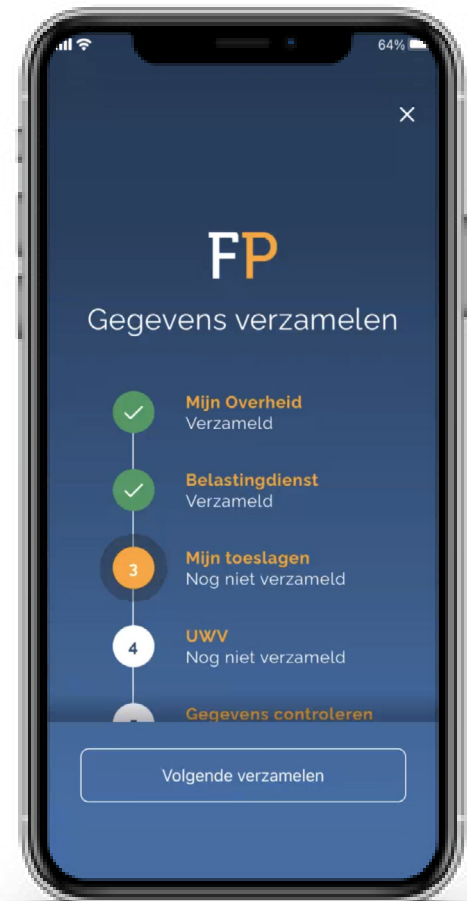 64%
FP
Gegevens verzamelen
Mijn Overheid
Verzameld
Belastingdienst
Verzameld
3
Mijn toeslagen
Nog niet verzameld
4
UWV
Nog niet verzameld
Gegevens controleren
Volgende verzamelen